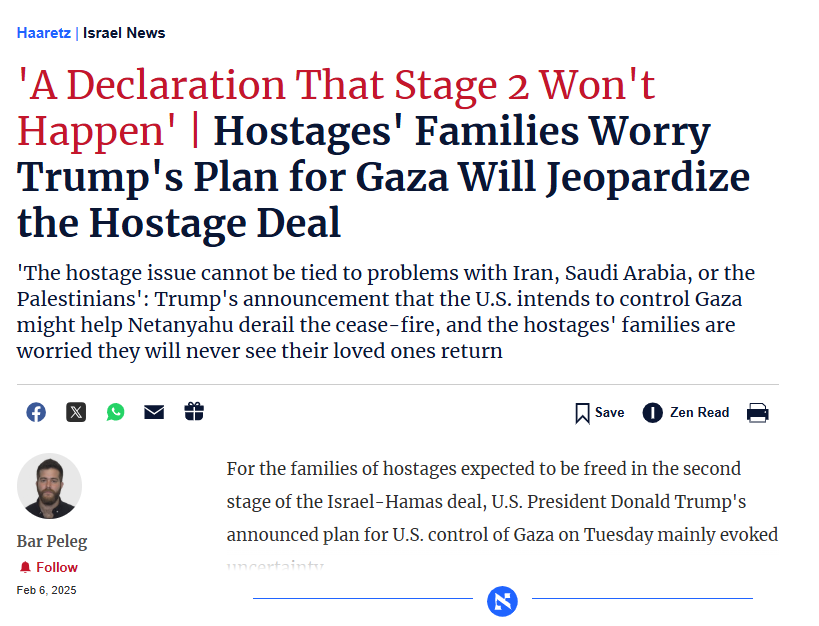 Haaretz | Israel News
'A Declaration That Stage 2 Won't
Happen' | Hostages' Families Worry
Trump's Plan for Gaza Will Jeopardize
the Hostage Deal
'The hostage issue cannot be tied to problems with Iran, Saudi Arabia, or the
Palestinians': Trump's announcement that the U.S. intends to control Gaza
might help Netanyahu derail the cease-fire, and the hostages' families are
worried they will never see their loved ones return
Save
Zen Read
Bar Peleg
Follow
Feb 6, 2025
For the families of hostages expected to be freed in the second
stage of the Israel-Hamas deal, U.S. President Donald Trump's
announced plan for U.S. control of Gaza on Tuesday mainly evoked
uncertainty